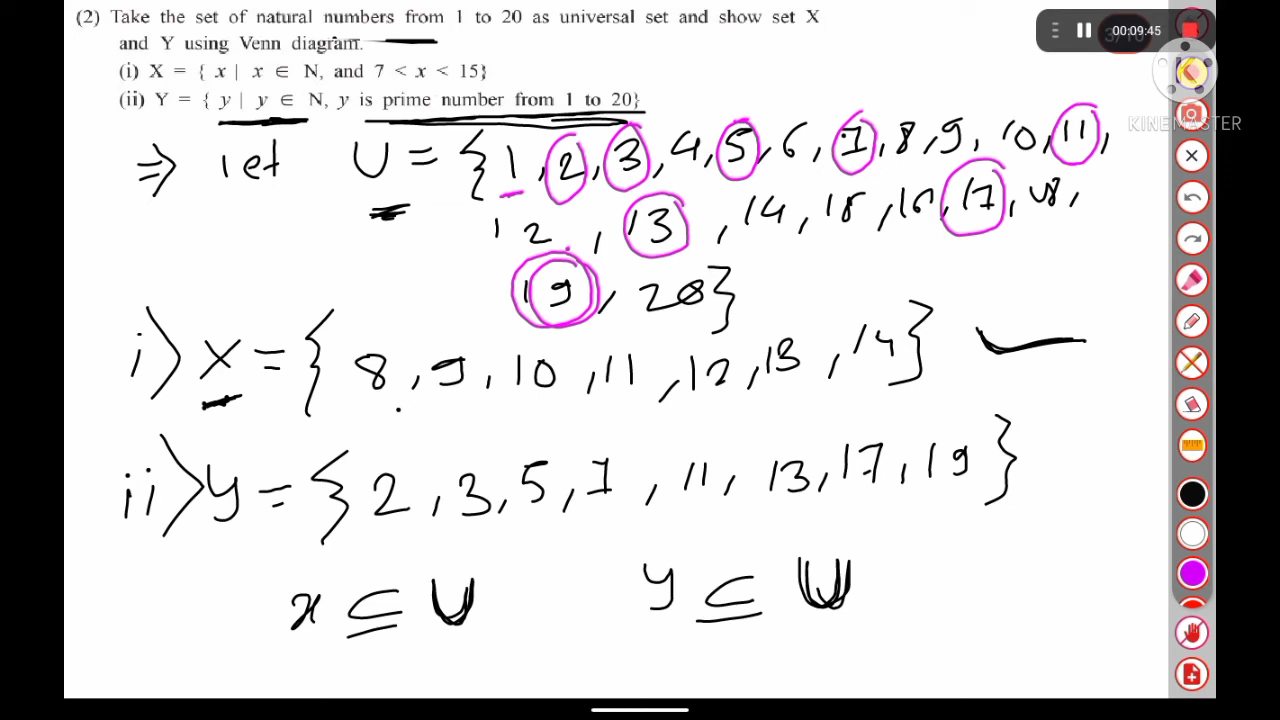 (2) Take the set of natural numbers from 1 to 20 as universal set and show set X
and Y using Venn diagram.
(i) X = { x | x ∈ N, and 7 < x < 15}
(ii) Y = { y | y ∈ N, y is prime number from 1 to 20}
⇒ let U = {1, 2, 3, 4, 5, 6, 7, 8, 9, 10, 11,
12, 13, 14, 15, 16, 17, 18,
19, 20}
i) X = {8, 9, 10, 11, 12, 13, 14}
ii) Y = {2, 3, 5, 7, 11, 13, 17, 19}
x ⊆ U y ⊆ U
00:09:45
KINEMASTER